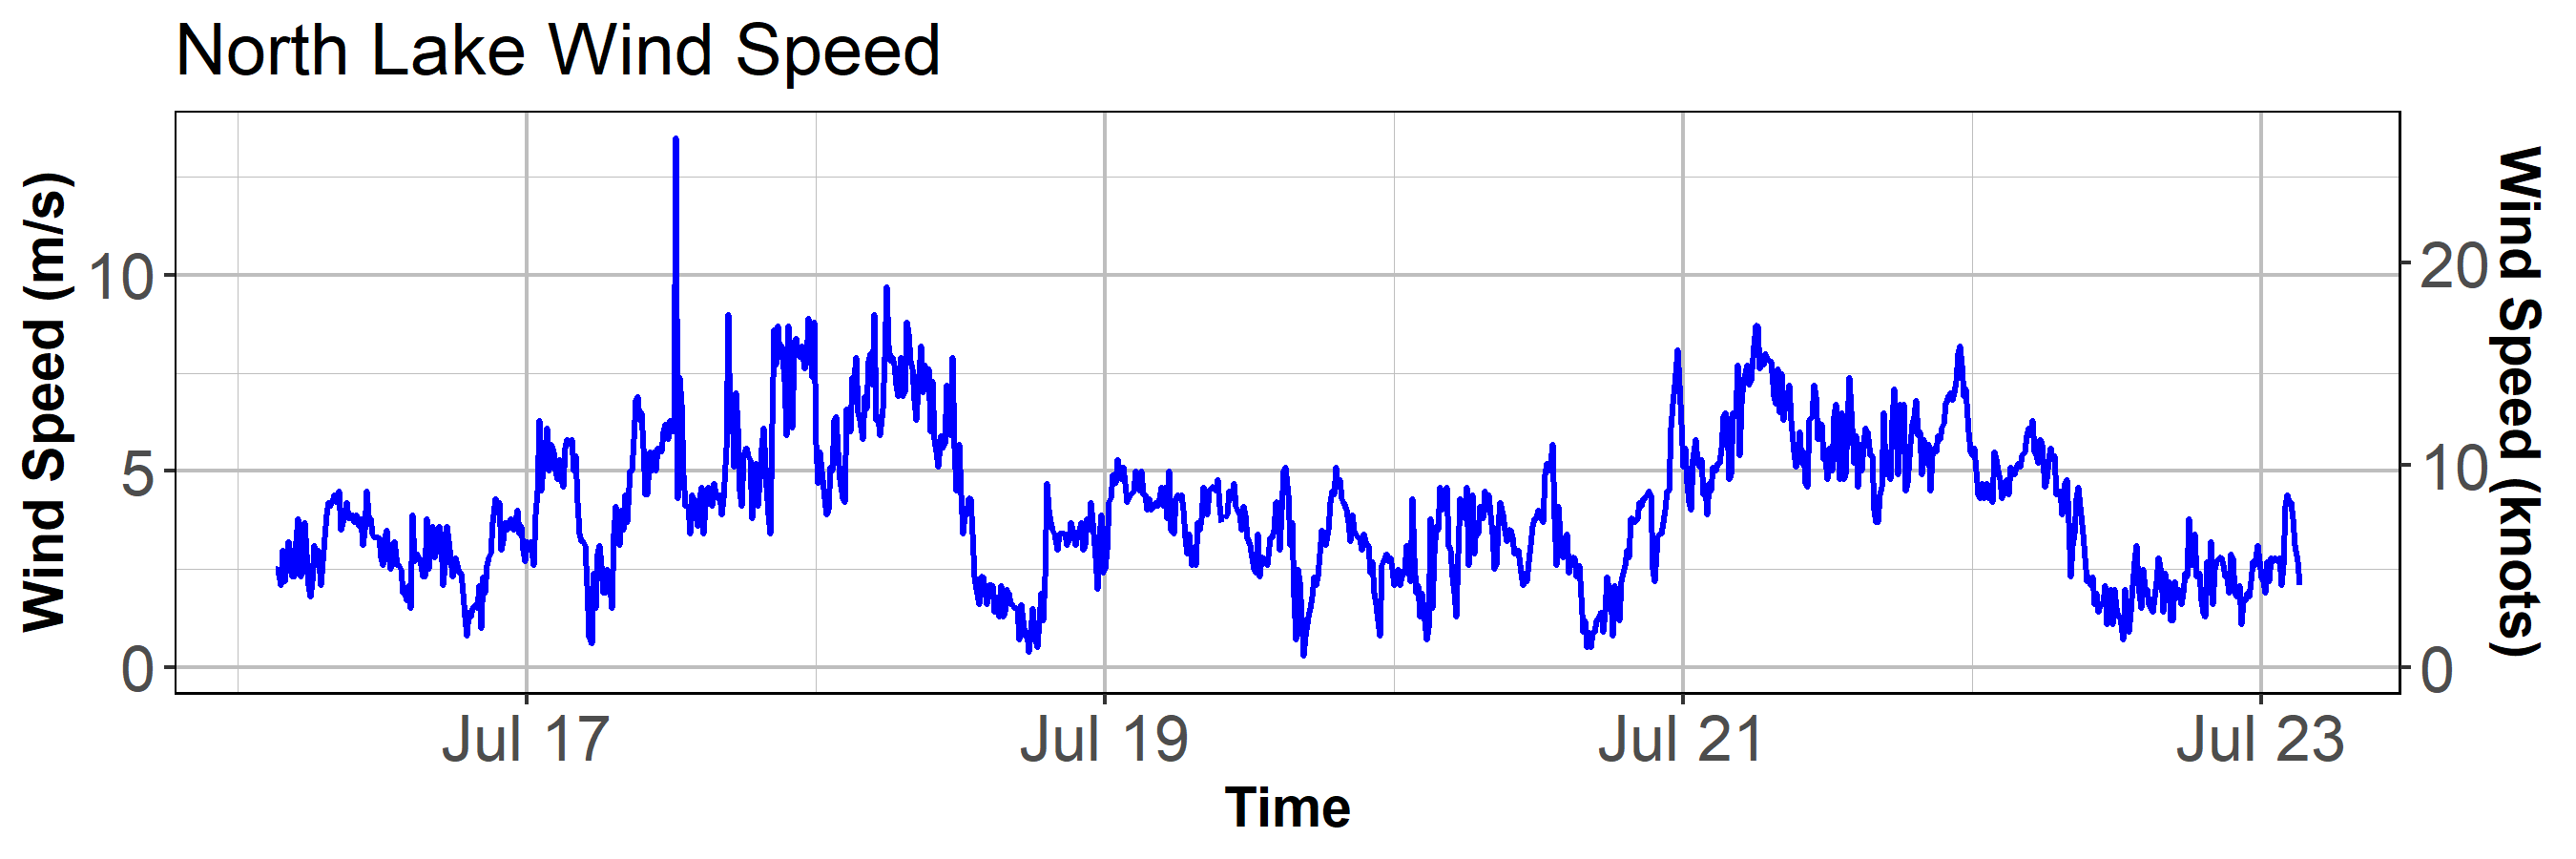 North Lake Wind Speed
Wind Speed (m/s)
10
5
0
20
10
0
Wind Speed (knots)
Jul 17
Jul 19
Jul 21
Jul 23
Time